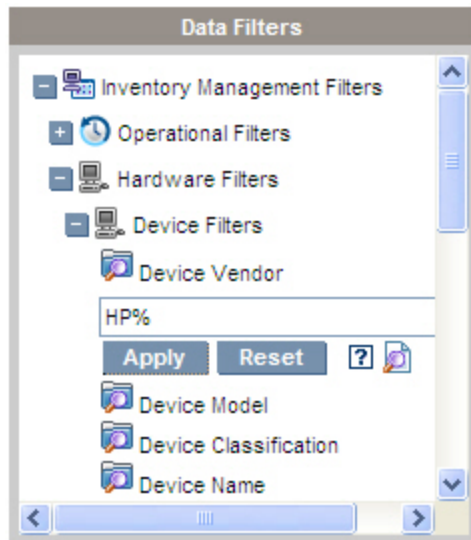 Data Filters
Inventory Management Filters
Operational Filters
Hardware Filters
Device Filters
Device Vendor
HP%
Apply Reset ?
Device Model
Device Classification
Device Name